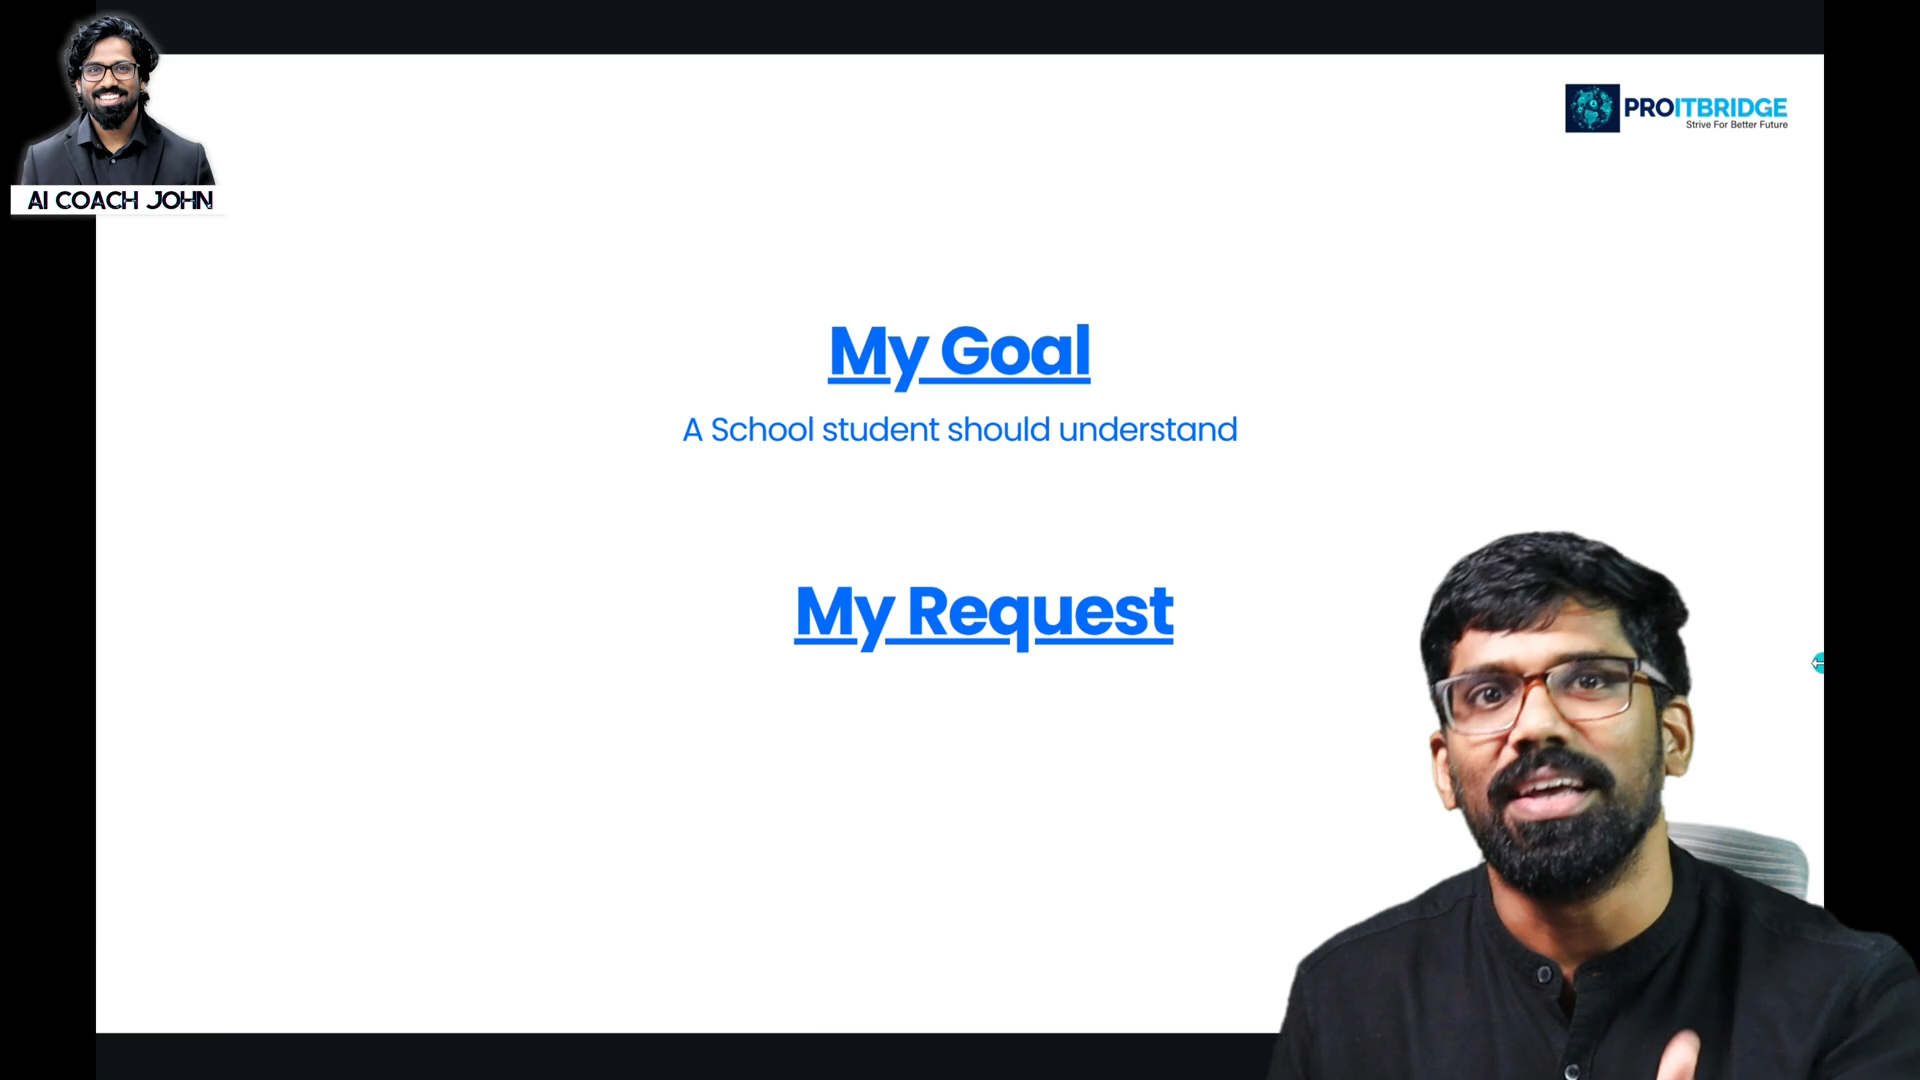 AI COACH JOHN
PROITBRIDGE
Strive For Better Future
My Goal
A School student should understand
My Request